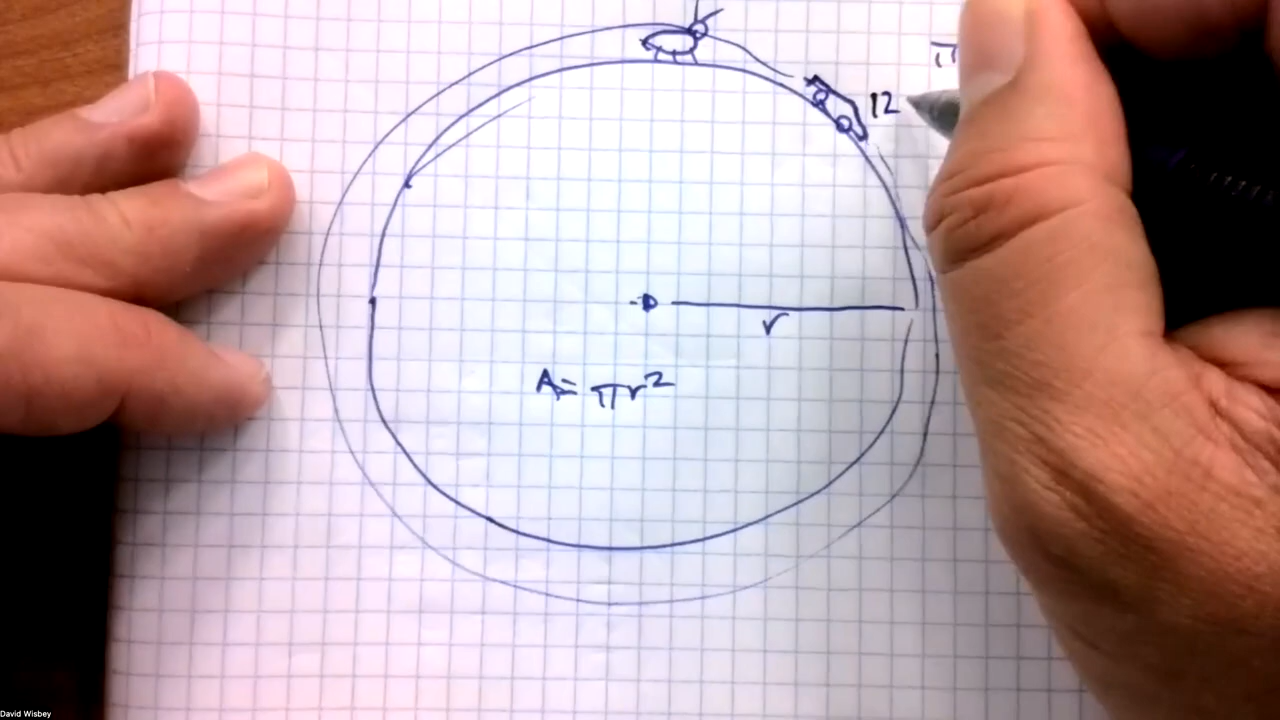 π
12
r
A = πr²
David Wisbey